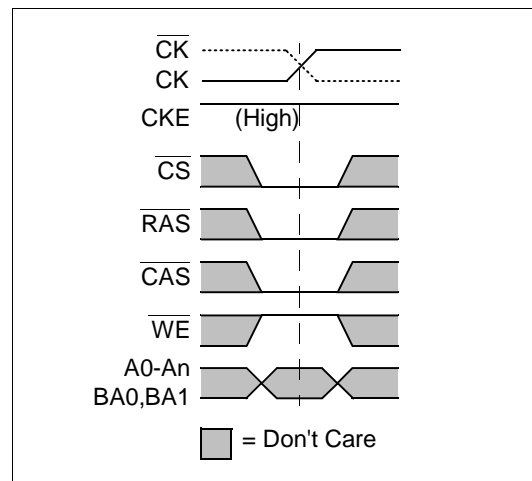 CK
CK
CKE (High)
CS
RAS
CAS
WE
A0-An
BA0,BA1
= Don't Care